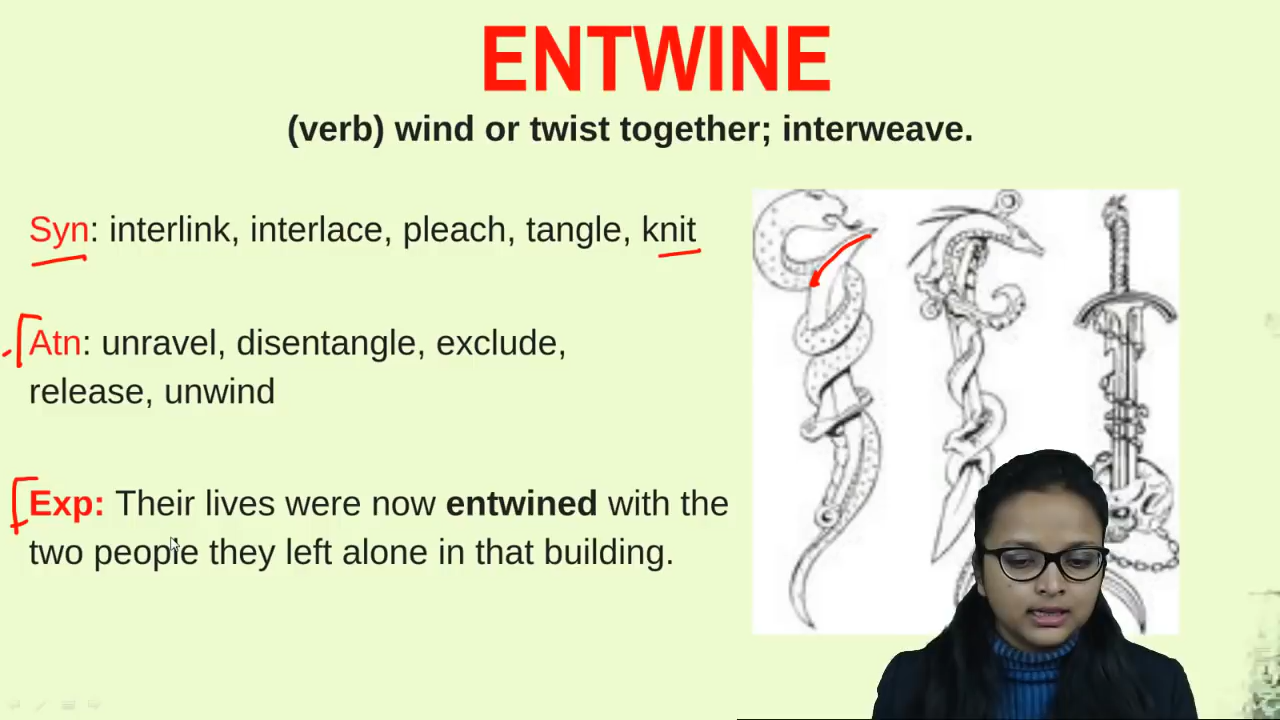 ENTWINE
(verb) wind or twist together; interweave.
Syn: interlink, interlace, pleach, tangle, knit
Atn: unravel, disentangle, exclude,
release, unwind
Exp: Their lives were now entwined with the
two people they left alone in that building.